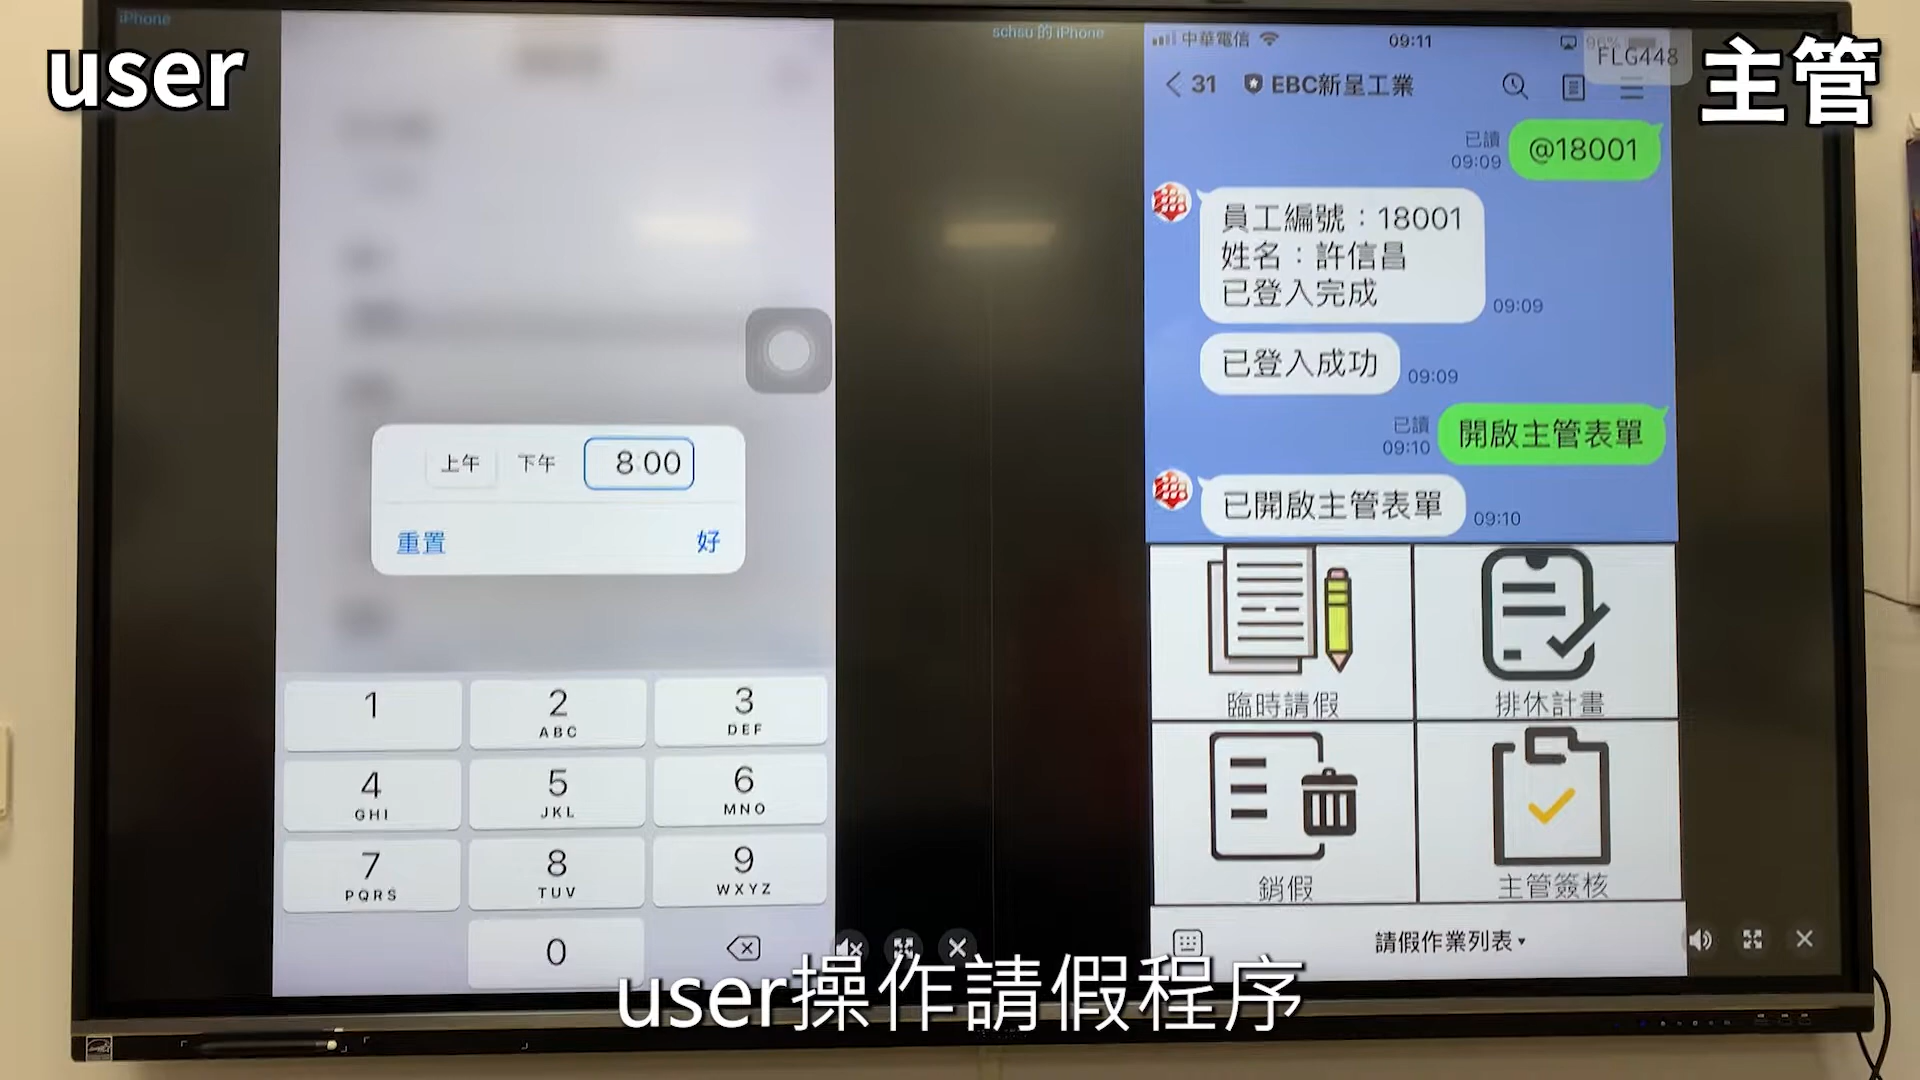 iPhone
user
上午
下午
8:00
重置
好
1
2
ABC
3
DEF
4
GHI
5
JKL
6
MNO
7
PQRS
8
TUV
9
WXYZ
0
schsu 的 iPhone
主管
中華電信
09:11
96%
FLG448
31
EBC新呈工業
已讀
09:09
@18001
員工編號：18001
姓名：許信昌
已登入完成
09:09
已登入成功
09:09
已讀
09:10
開啟主管表單
已開啟主管表單
09:10
臨時請假
排休計畫
銷假
主管簽核
請假作業列表
user操作請假程序